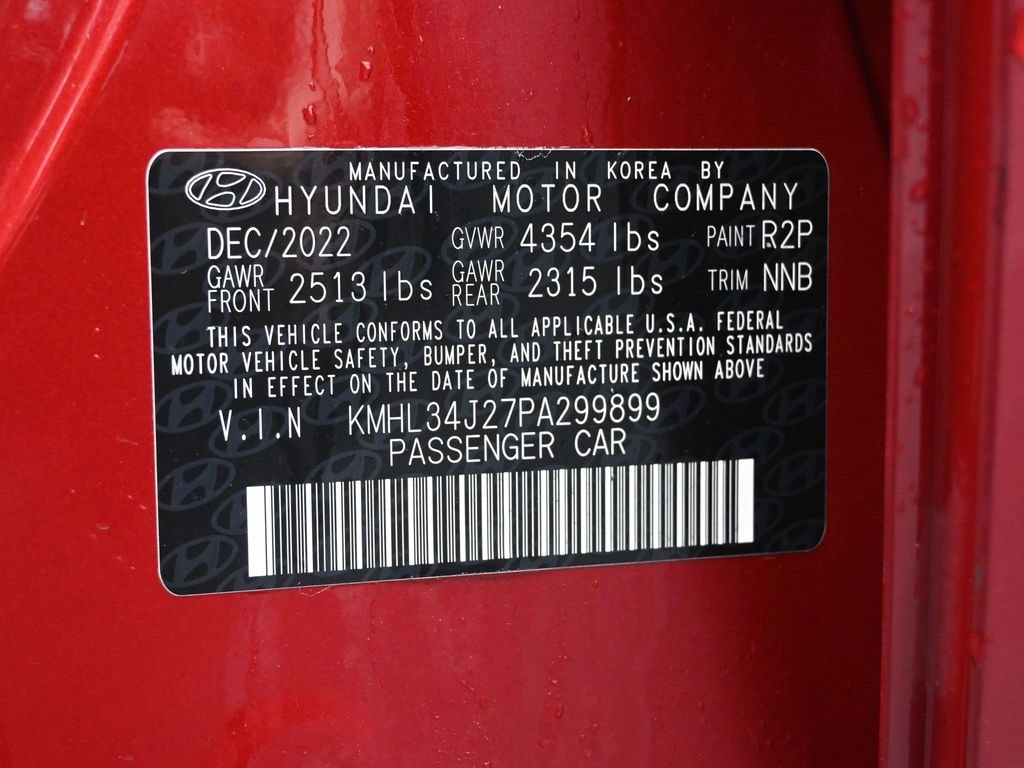 MANUFACTURED IN KOREA BY
HYUNDAI MOTOR COMPANY
DEC/2022 GVWR 4354 lbs PAINT R2P
GAWR FRONT 2513 lbs GAWR REAR 2315 lbs TRIM NNB
THIS VEHICLE CONFORMS TO ALL APPLICABLE U.S.A. FEDERAL
MOTOR VEHICLE SAFETY, BUMPER, AND THEFT PREVENTION STANDARDS
IN EFFECT ON THE DATE OF MANUFACTURE SHOWN ABOVE
V.I.N KMHL34J27PA299899
PASSENGER CAR